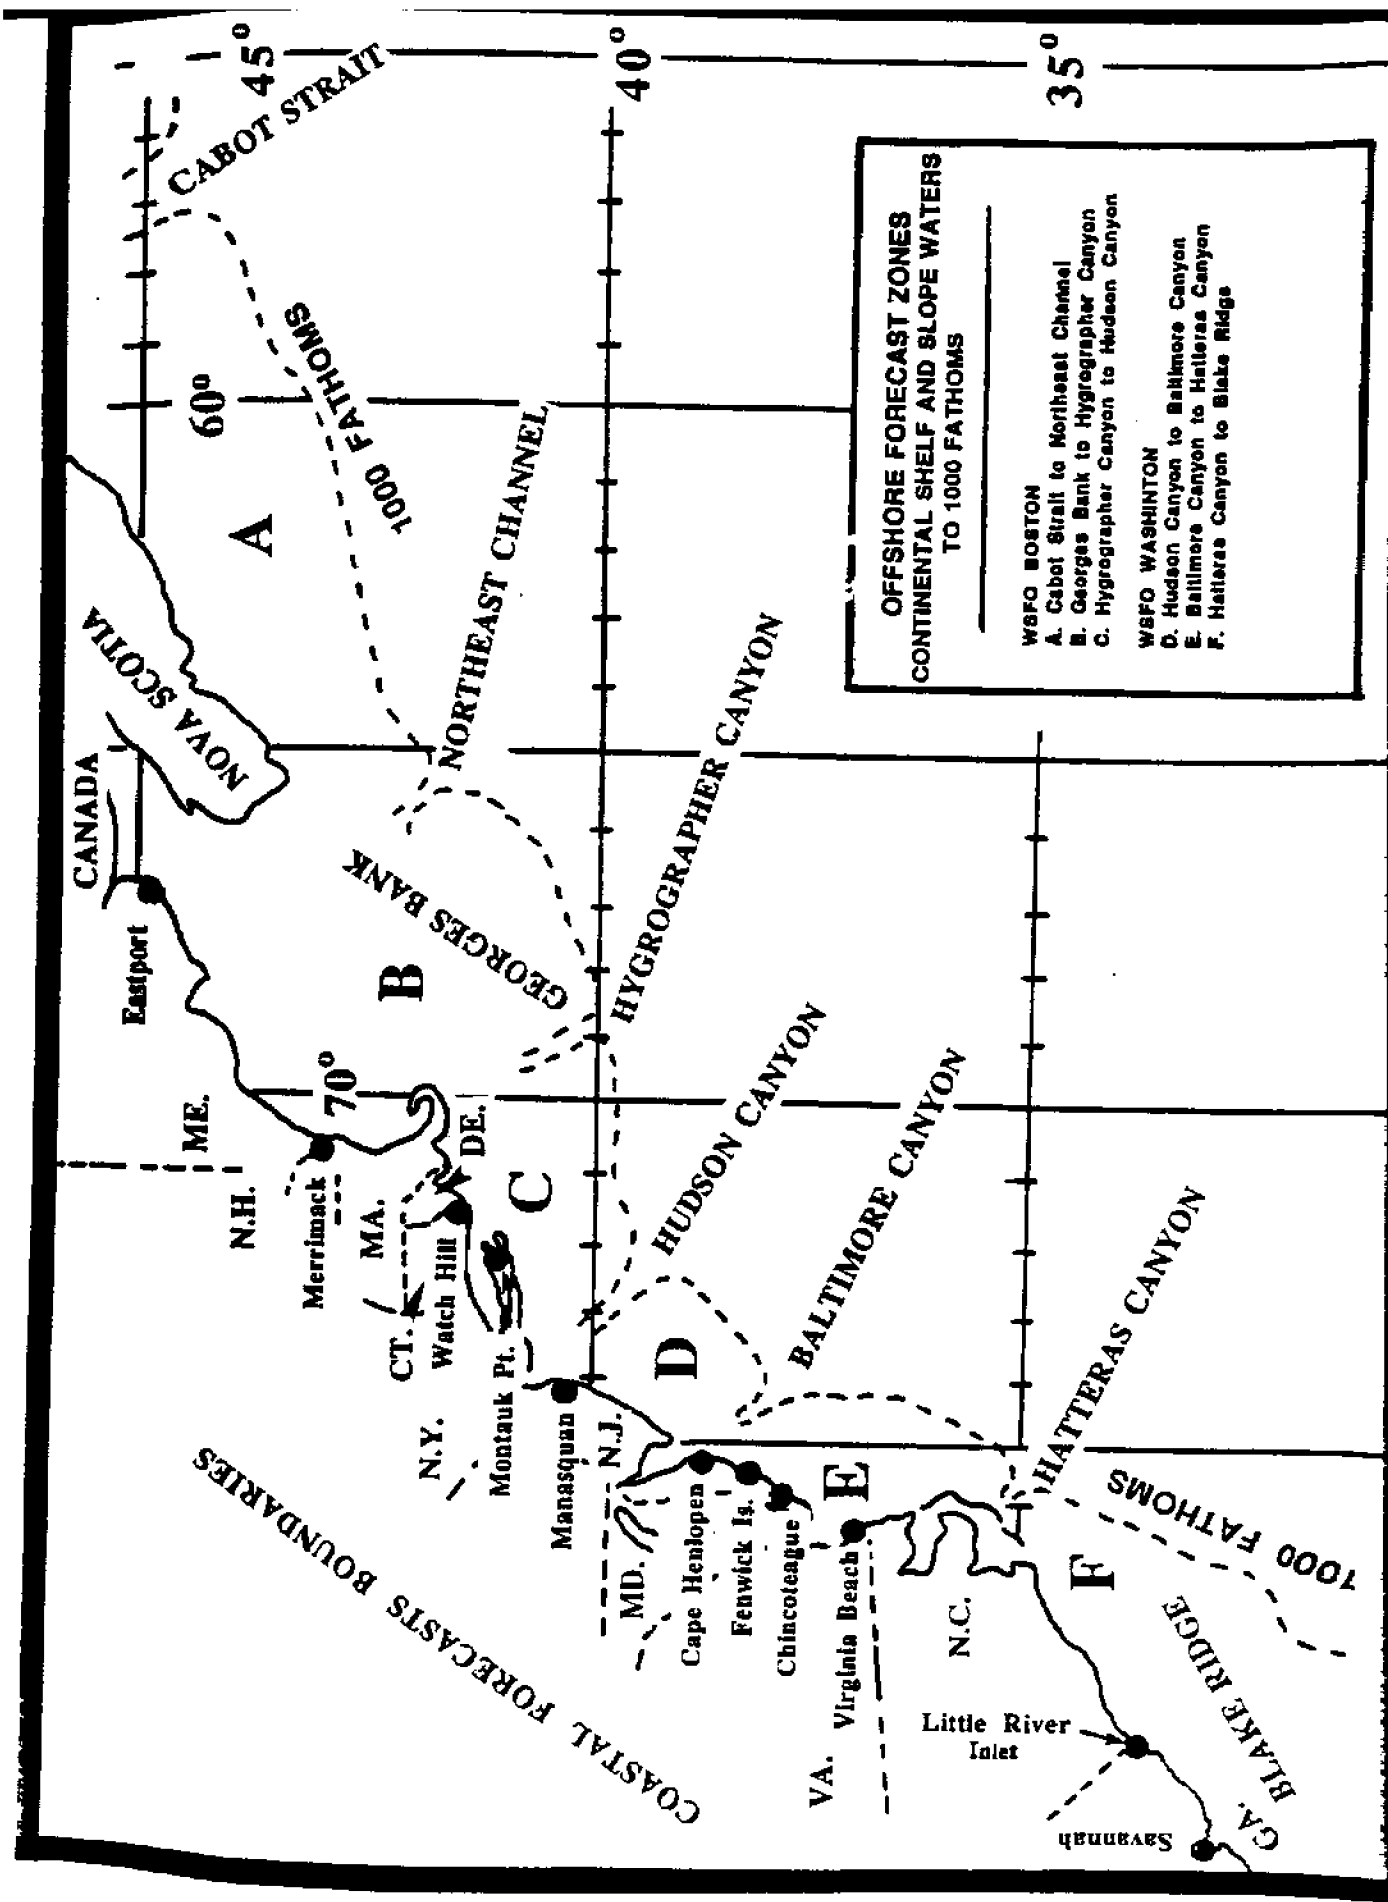 CANADA
NOVA SCOTIA
CABOT STRAIT
45°
40°
35°
60°
70°
A
1000 FATHOMS
NORTHEAST CHANNEL
Eastport
GEORGES BANK
B
HYGROGRAPHER CANYON
ME.
N.H.
Merrimack
MA.
DE.
CT.
Watch Hill
C
HUDSON CANYON
N.Y.
Montauk Pt.
Manasquan
N.J.
D
BALTIMORE CANYON
MD.
Cape Henlopen
Fenwick Is.
Chincoteague
E
HATTERAS CANYON
Virginia Beach
VA.
N.C.
F
1000 FATHOMS
Little River
Inlet
BLAKE RIDGE
Savannah
GA.
COASTAL FORECASTS BOUNDARIES
OFFSHORE FORECAST ZONES
CONTINENTAL SHELF AND SLOPE WATERS
TO 1000 FATHOMS
WSFO BOSTON
A. Cabot Strait to Northeast Channel
B. Georges Bank to Hygrographer Canyon
C. Hygrographer Canyon to Hudson Canyon
WSFO WASHINTON
D. Hudson Canyon to Baltimore Canyon
E. Baltimore Canyon to Hatteras Canyon
F. Hatteras Canyon to Blake Ridge